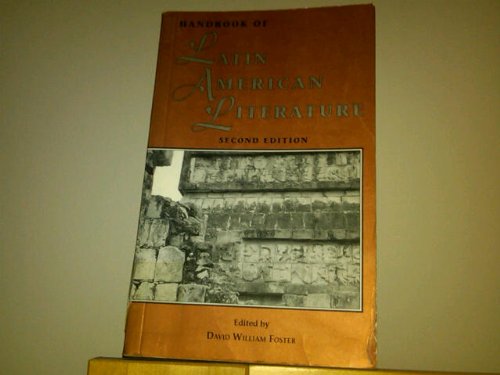 HANDBOOK OF
LATIN
AMERICAN
LITERATURE
SECOND EDITION
Edited by
DAVID WILLIAM FOSTER